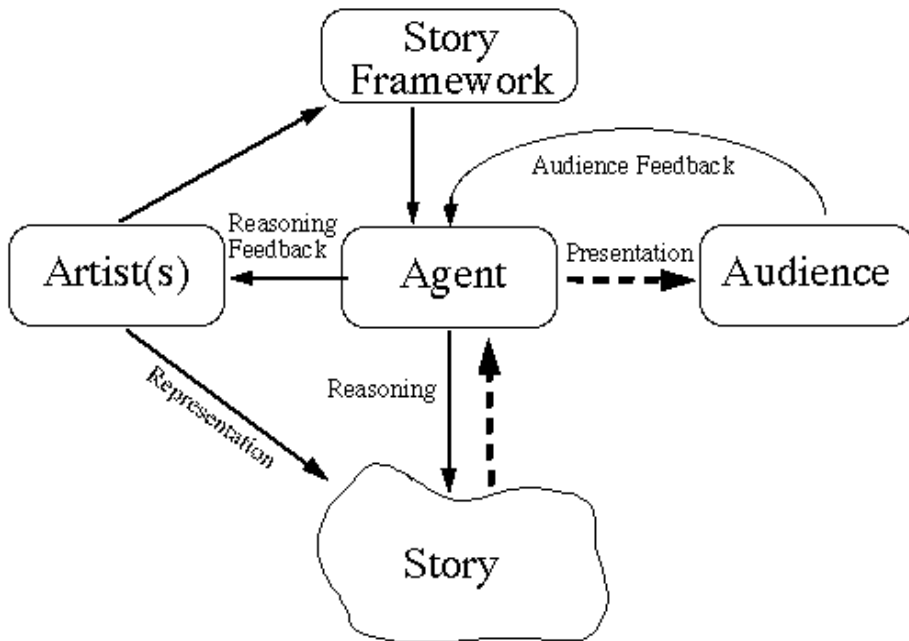 Story
Framework
Audience Feedback
Reasoning
Feedback
Artist(s)
Agent
Presentation
Audience
Reasoning
Representation
Story